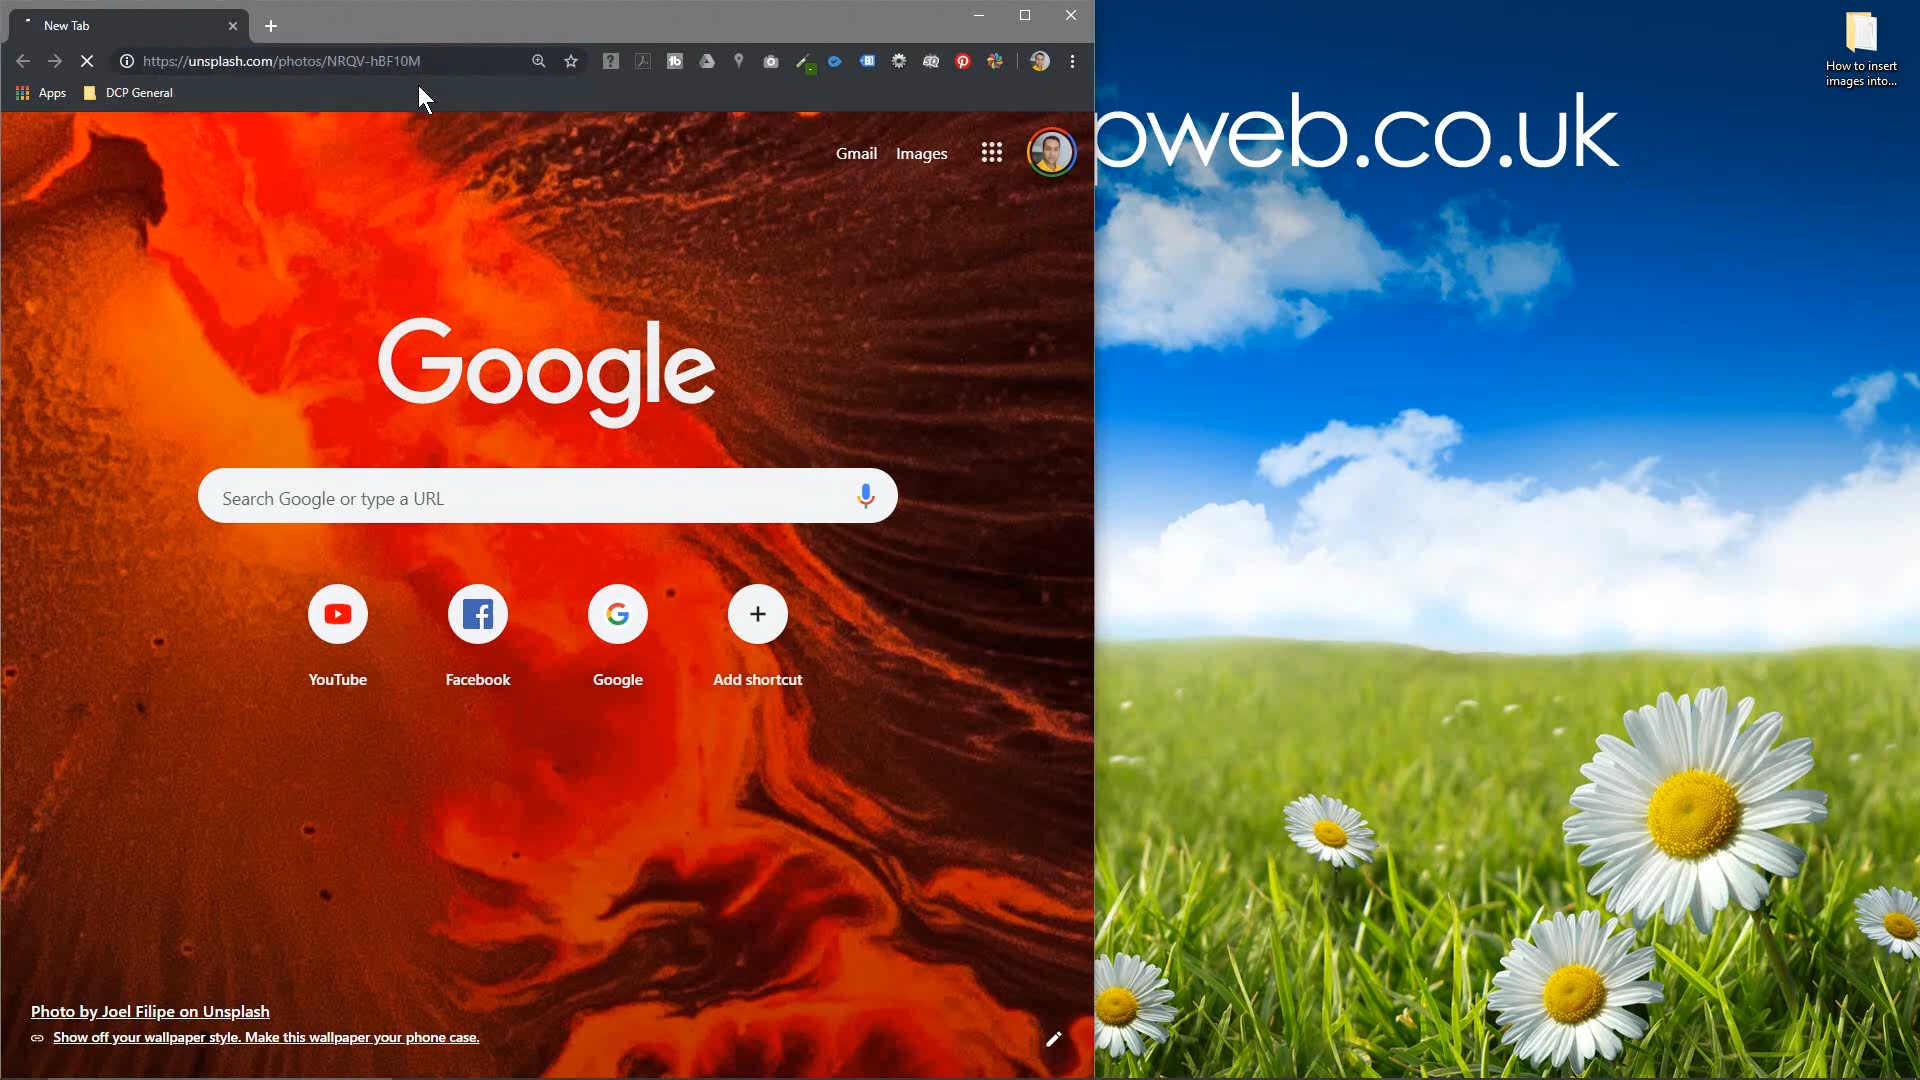 New Tab
https://unsplash.com/photos/NRQV-hBF10M
Apps
DCP General
Gmail
Images
Google
Search Google or type a URL
YouTube
Facebook
Google
Add shortcut
Photo by Joel Filipe on Unsplash
Show off your wallpaper style. Make this wallpaper your phone case.
pweb.co.uk
How to insert
images into...